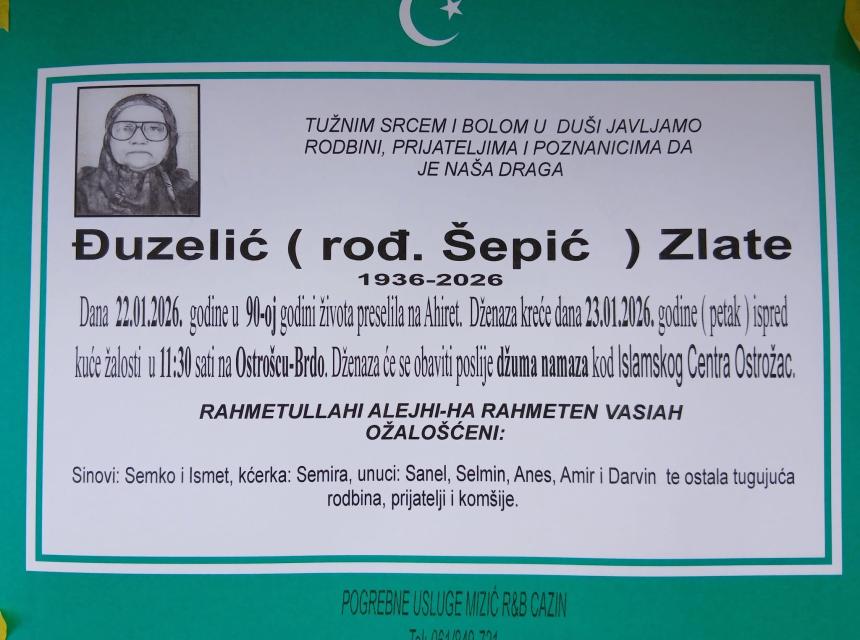 TUŽNIM SRCEM I BOLOM U DUŠI JAVLJAMO
RODBINI, PRIJATELJIMA I POZNANICIMA DA
JE NAŠA DRAGA
Đuzelić ( rođ. Šepić ) Zlate
1936-2026
Dana 22.01.2026. godine u 90-oj godini života preselila na Ahiret. Dženaza kreće dana 23.01.2026. godine ( petak ) ispred
kuće žalosti u 11:30 sati na Ostrošcu-Brdo. Dženaza će se obaviti poslije džuma namaza kod Islamskog Centra Ostrožac.
RAHMETULLAHI ALEJHI-HA RAHMETEN VASIAH
OŽALOŠĆENI:
Sinovi: Semko i Ismet, kćerka: Semira, unuci: Sanel, Selmin, Anes, Amir i Darvin te ostala tugujuća
rodbina, prijatelji i komšije.
POGREBNE USLUGE MIZIĆ R&B CAZIN